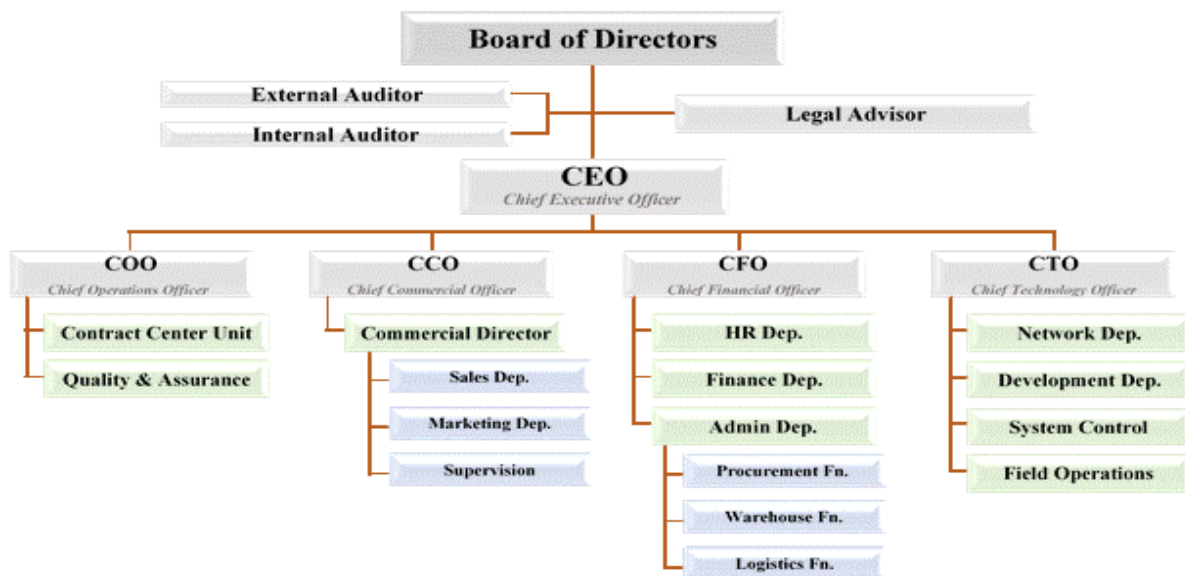 Board of Directors
External Auditor
Internal Auditor
Legal Advisor
CEO
Chief Executive Officer
COO
Chief Operations Officer
CCO
Chief Commercial Officer
CFO
Chief Financial Officer
CTO
Chief Technology Officer
Contract Center Unit
Quality & Assurance
Commercial Director
Sales Dep.
Marketing Dep.
Supervision
HR Dep.
Finance Dep.
Admin Dep.
Procurement Fn.
Warehouse Fn.
Logistics Fn.
Network Dep.
Development Dep.
System Control
Field Operations